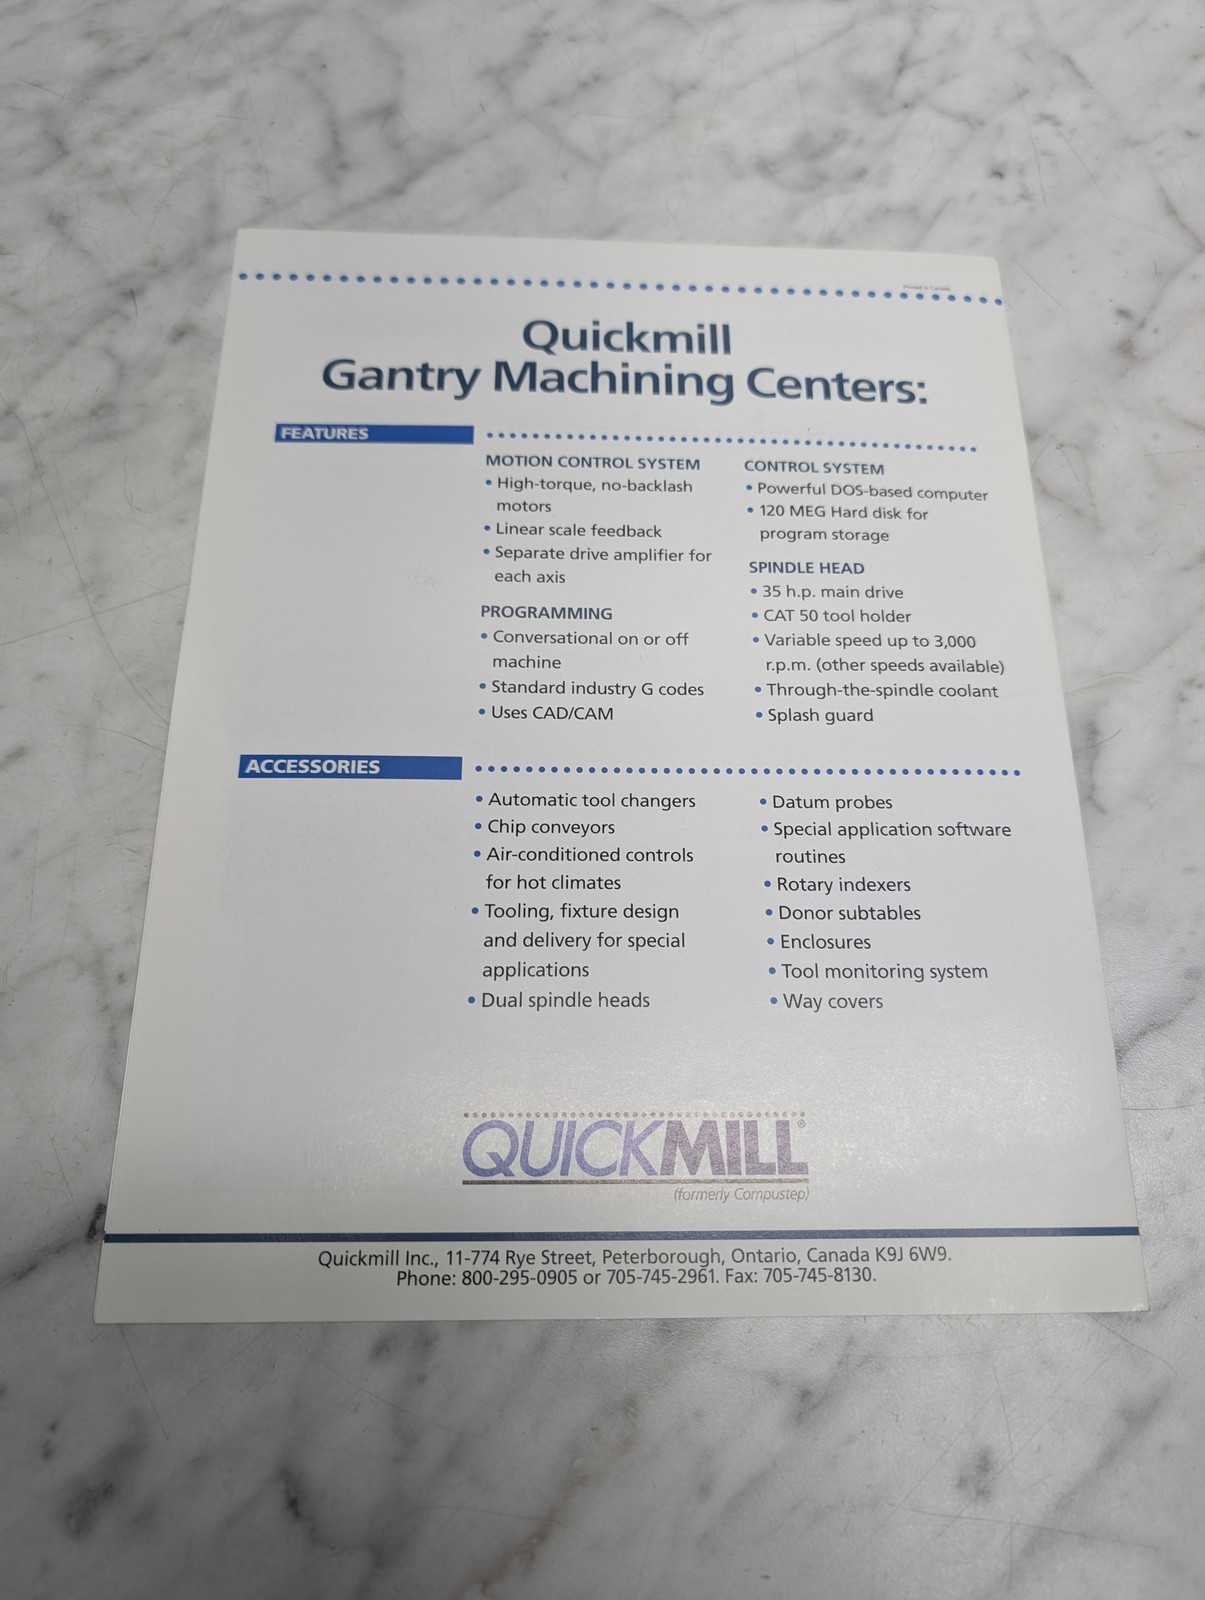 Printed in Canada
Quickmill
Gantry Machining Centers:
FEATURES
MOTION CONTROL SYSTEM
• High-torque, no-backlash
motors
• Linear scale feedback
• Separate drive amplifier for
each axis
PROGRAMMING
• Conversational on or off
machine
• Standard industry G codes
• Uses CAD/CAM
CONTROL SYSTEM
• Powerful DOS-based computer
• 120 MEG Hard disk for
program storage
SPINDLE HEAD
• 35 h.p. main drive
• CAT 50 tool holder
• Variable speed up to 3,000
r.p.m. (other speeds available)
• Through-the-spindle coolant
• Splash guard
ACCESSORIES
• Automatic tool changers
• Chip conveyors
• Air-conditioned controls
for hot climates
• Tooling, fixture design
and delivery for special
applications
• Dual spindle heads
• Datum probes
• Special application software
routines
• Rotary indexers
• Donor subtables
• Enclosures
• Tool monitoring system
• Way covers
QUICKMILL®
(formerly Compustep)
Quickmill Inc., 11-774 Rye Street, Peterborough, Ontario, Canada K9J 6W9.
Phone: 800-295-0905 or 705-745-2961. Fax: 705-745-8130.